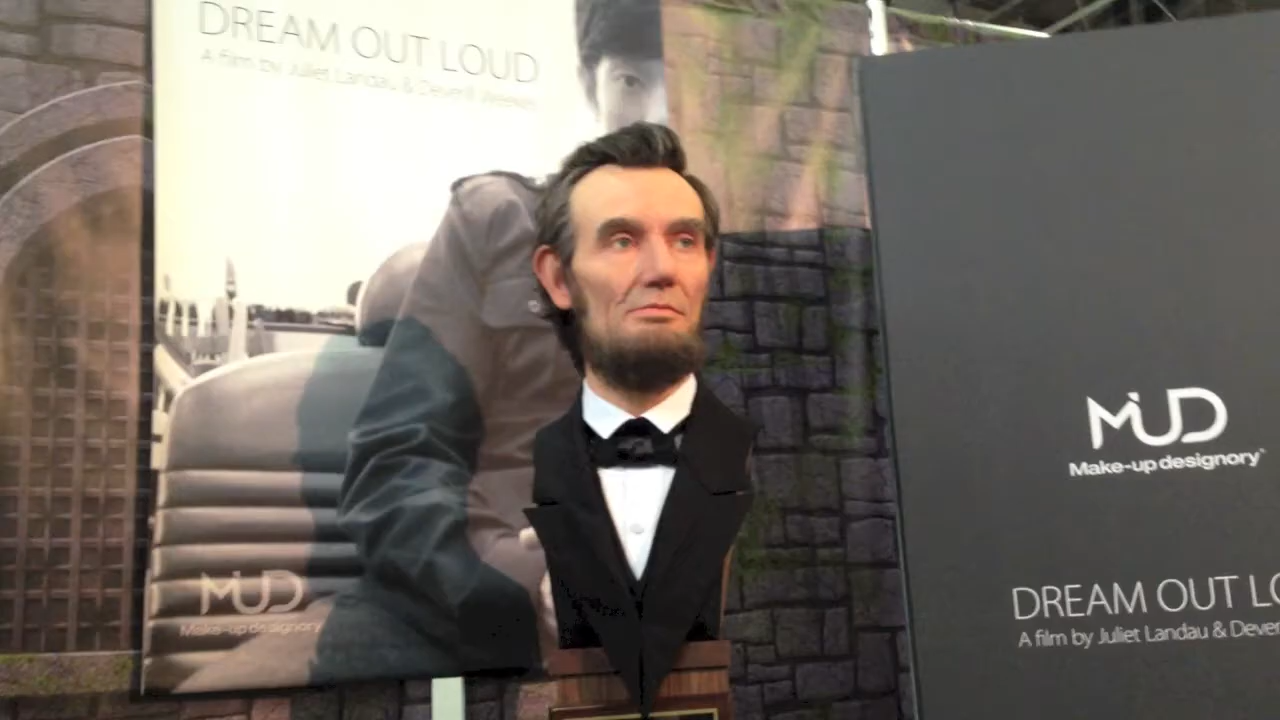 DREAM OUT LOUD
A film by Juliet Landau & Deverill Weekes
MUD
Make-up designory
MUD
Make-up designory
DREAM OUT LO
A film by Juliet Landau & Dever